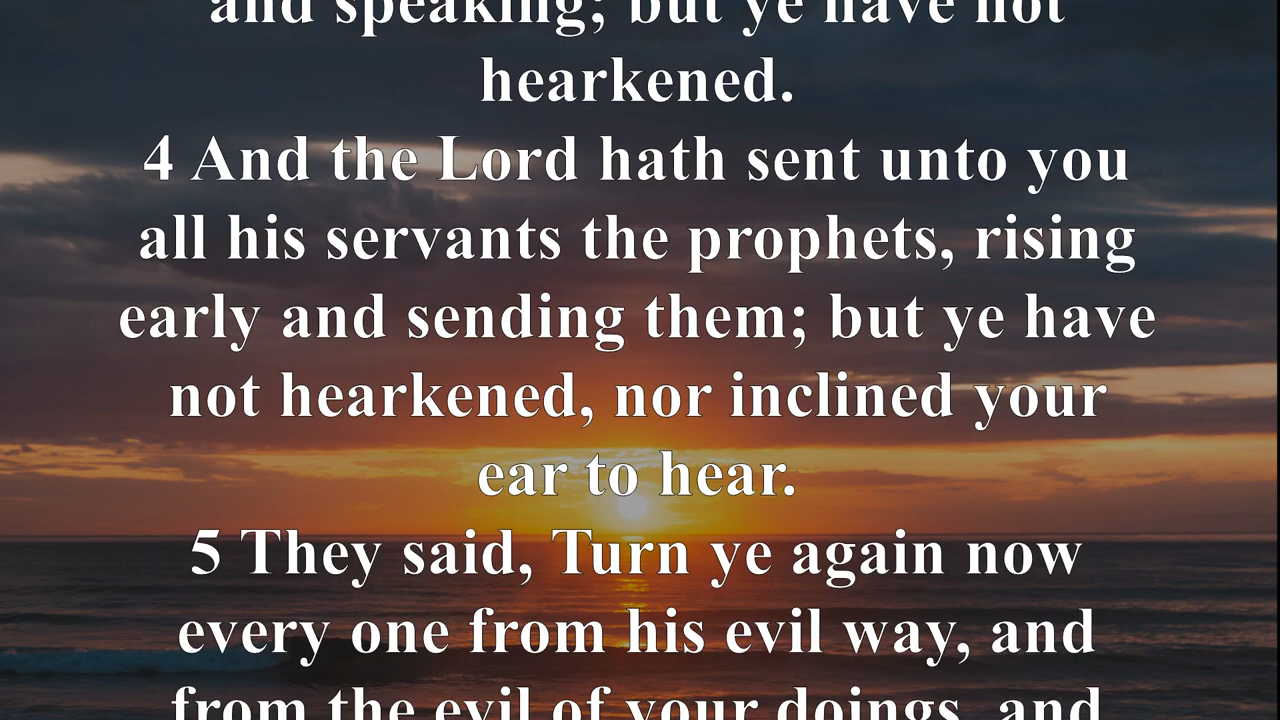 and speaking; but ye have not
hearkened.
4 And the Lord hath sent unto you
all his servants the prophets, rising
early and sending them; but ye have
not hearkened, nor inclined your
ear to hear.
5 They said, Turn ye again now
every one from his evil way, and
from the evil of your doings, and